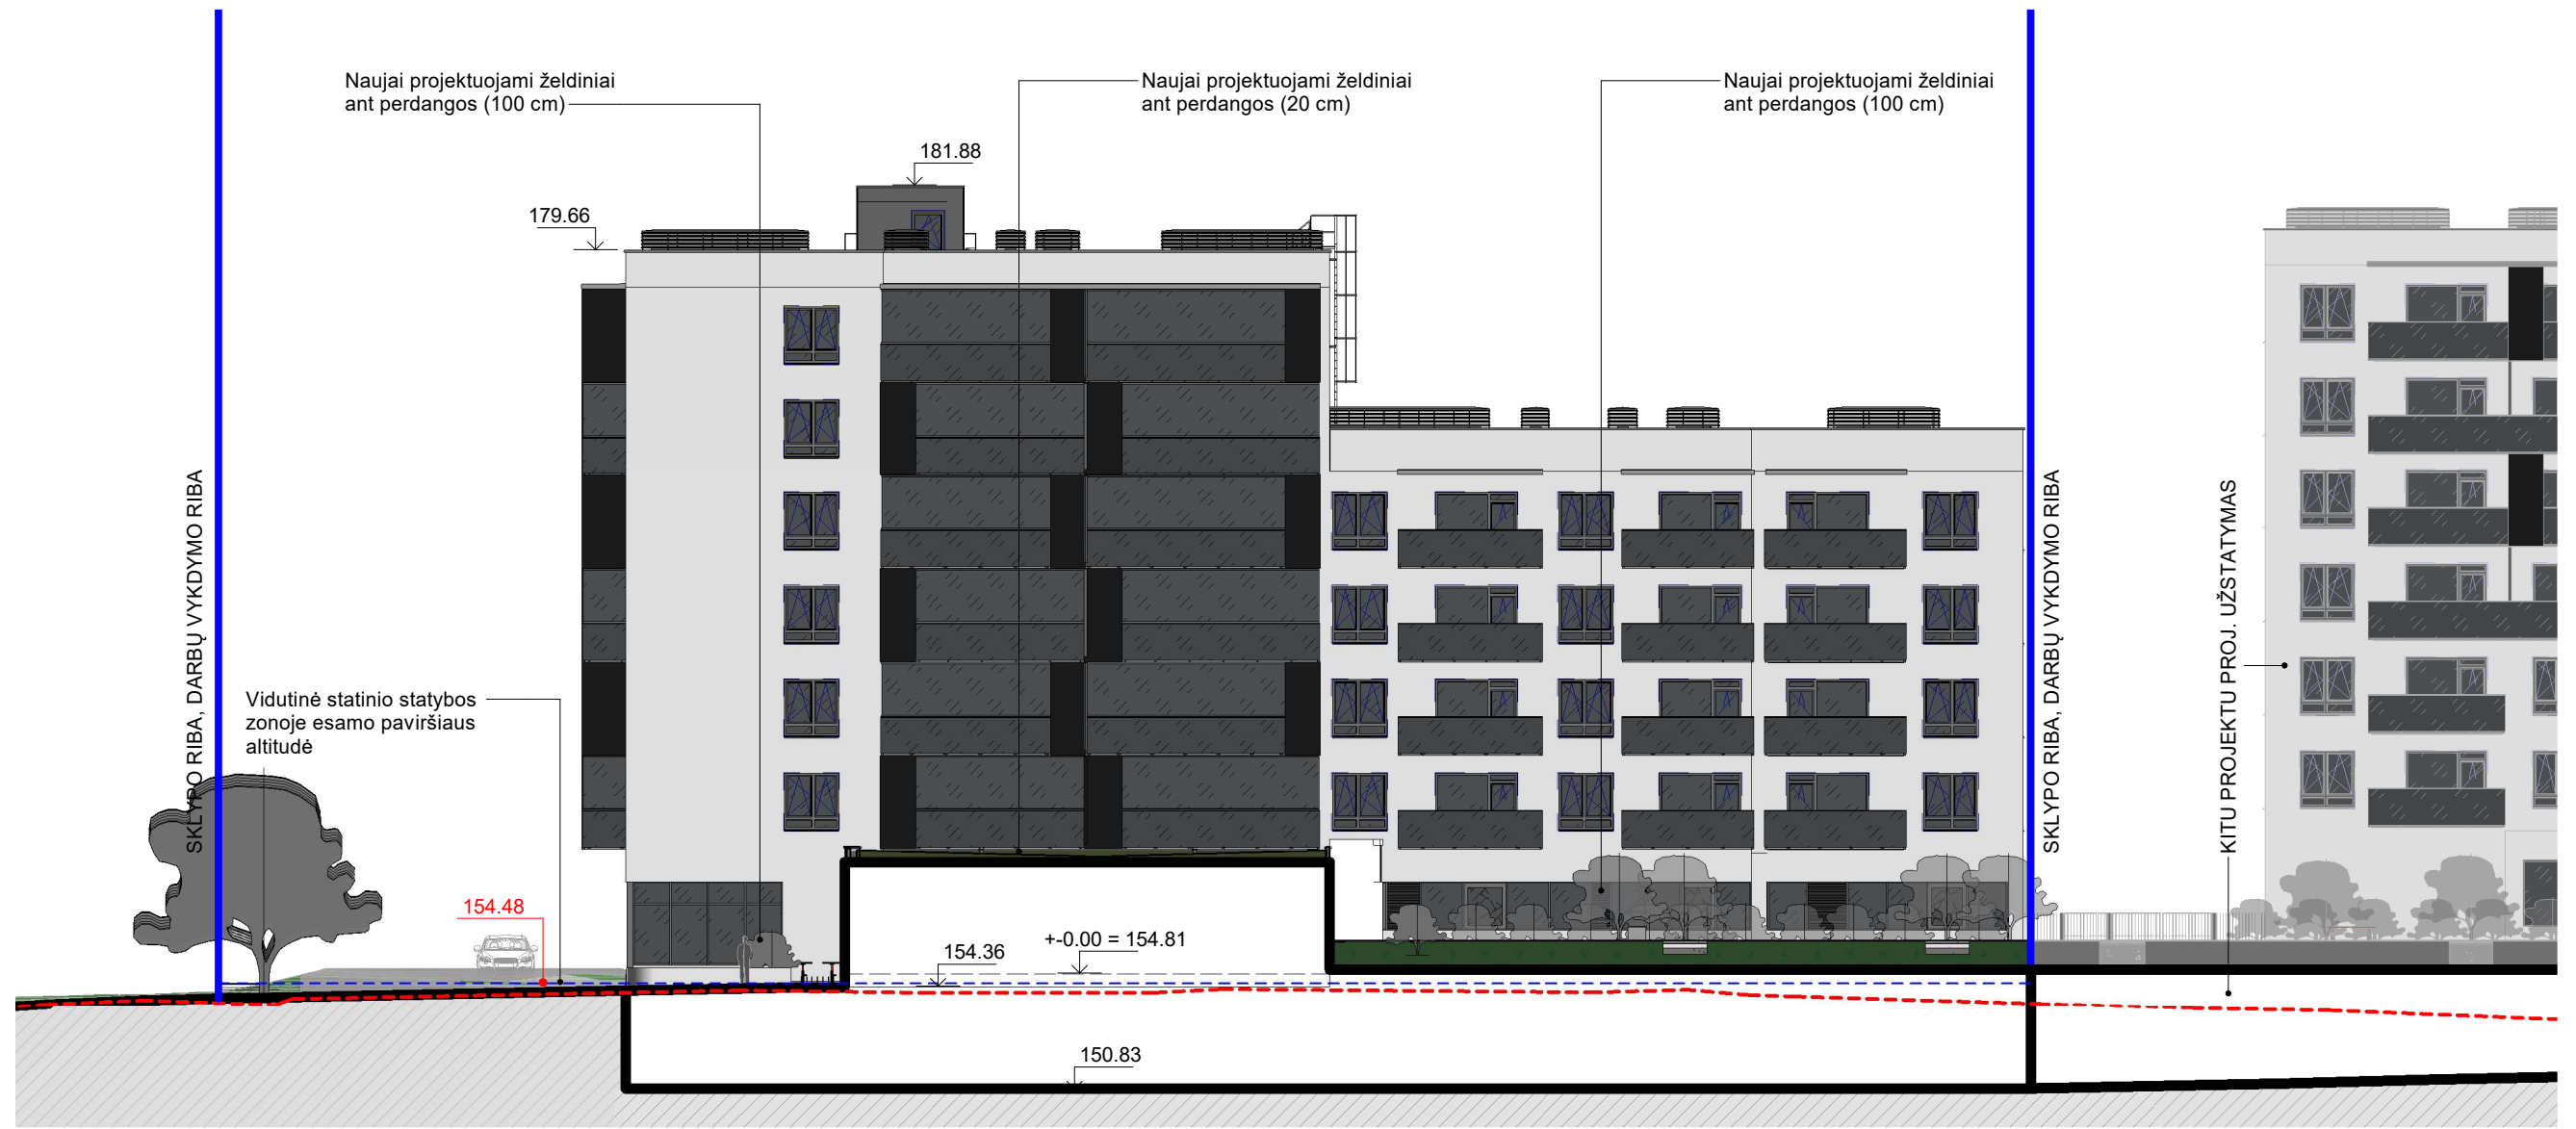 Naujai projektuojami želdiniai
ant perdangos (100 cm)
Naujai projektuojami želdiniai
ant perdangos (20 cm)
Naujai projektuojami želdiniai
ant perdangos (100 cm)
181.88
179.66
SKLYPO RIBA, DARBŲ VYKDYMO RIBA
Vidutinė statinio statybos
zonoje esamo paviršiaus
altitudė
154.48
154.36
+-0.00 = 154.81
150.83
SKLYPO RIBA, DARBŲ VYKDYMO RIBA
KITU PROJEKTU PROJ. UŽSTATYMAS